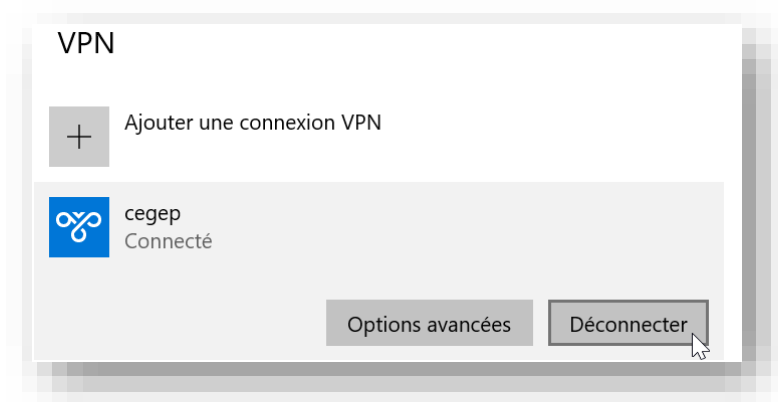 VPN
Ajouter une connexion VPN
cegep
Connecté
Options avancées
Déconnecter